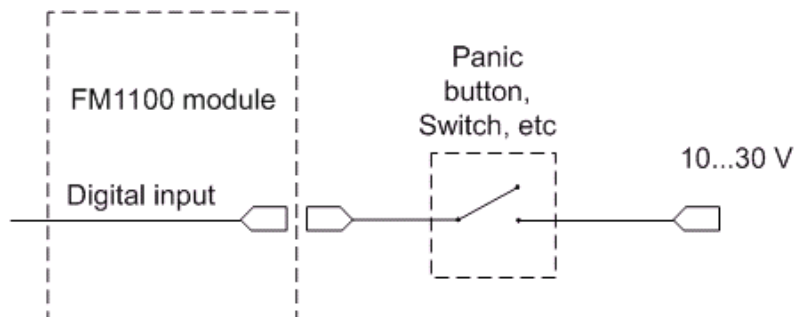 FM1100 module
Panic
button,
Switch, etc
10...30 V
Digital input